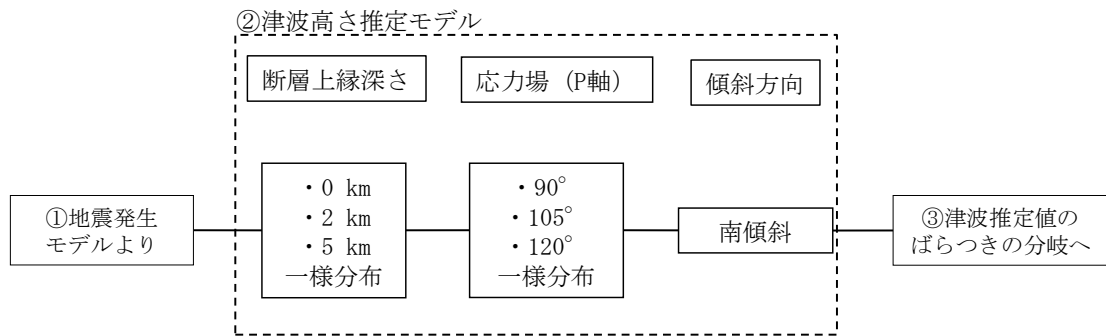 ②津波高さ推定モデル
断層上縁深さ
応力場（P軸）
傾斜方向
①地震発生
モデルより
・0 km
・2 km
・5 km
一様分布
・90°
・105°
・120°
一様分布
南傾斜
③津波推定値の
ばらつきの分岐へ